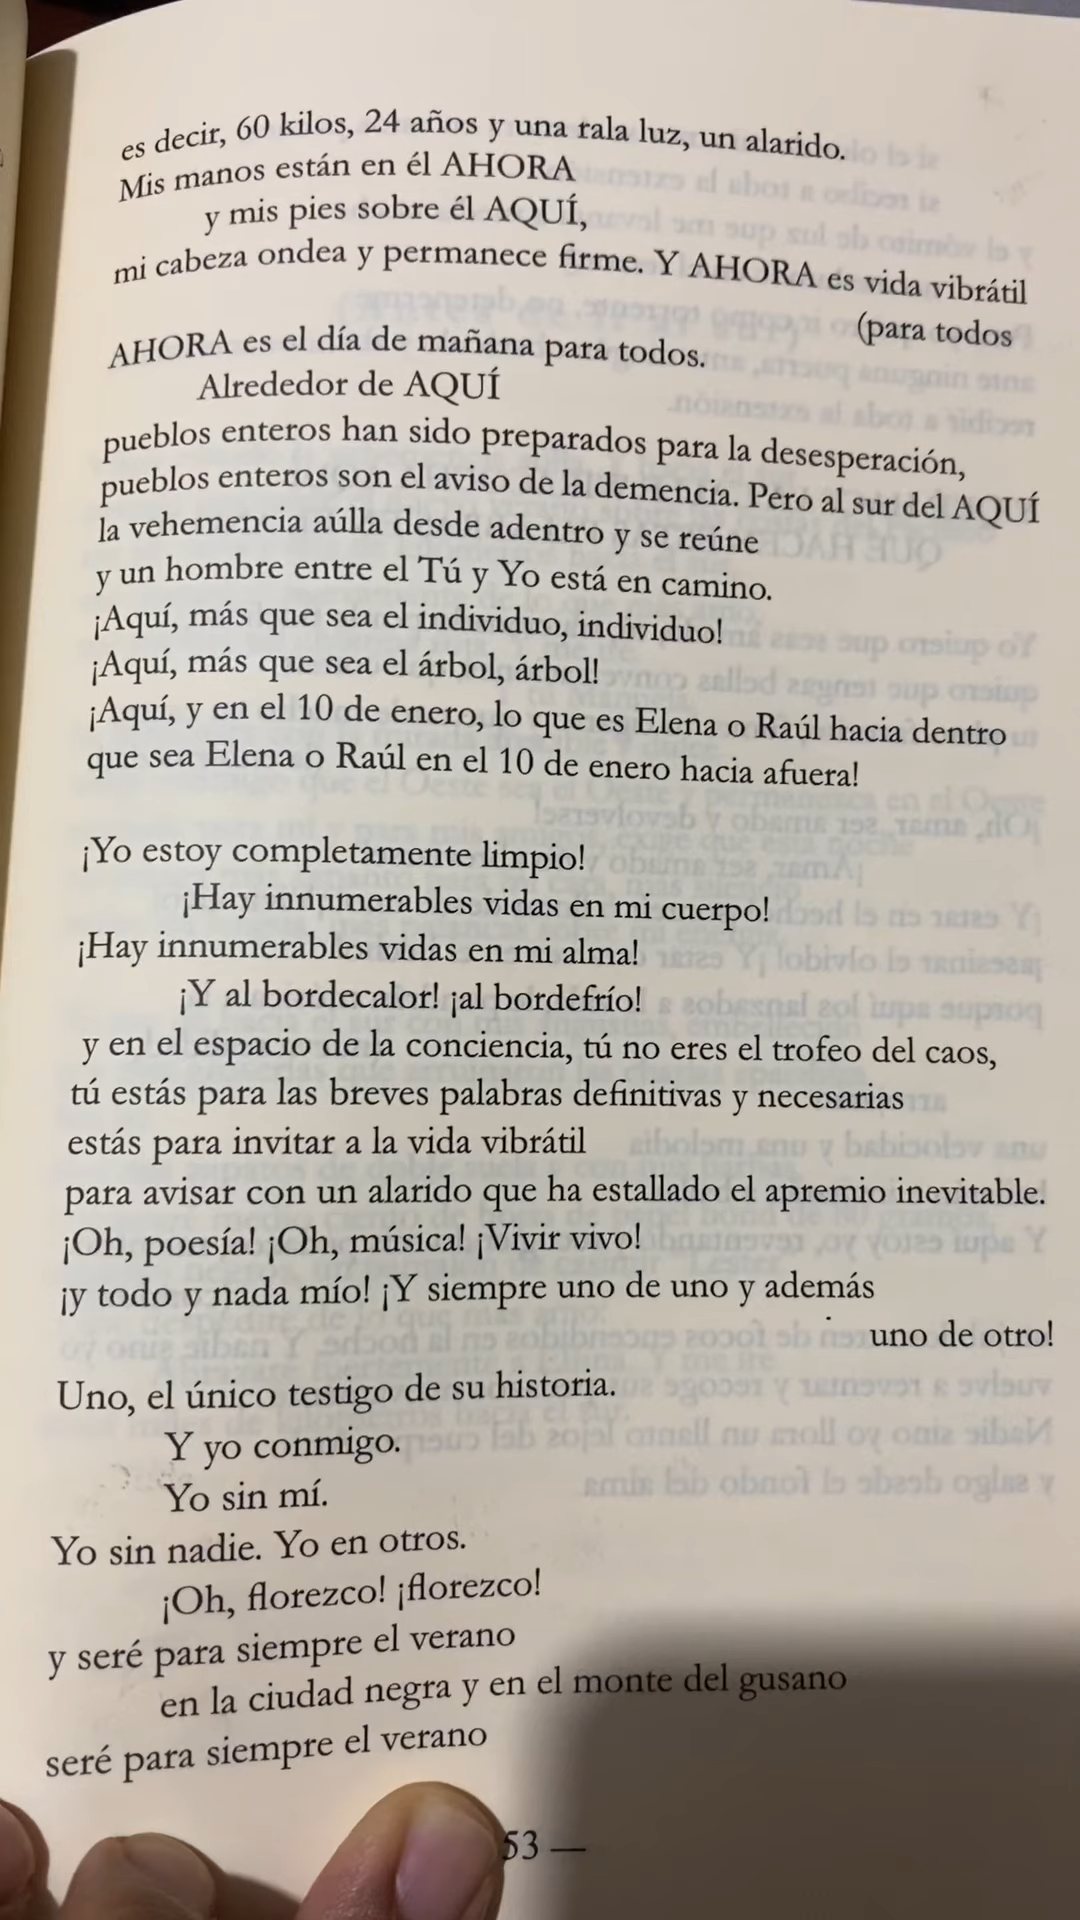 es decir, 60 kilos, 24 años y una rala luz, un alarido.
Mis manos están en él AHORA
y mis pies sobre él AQUÍ,
mi cabeza ondea y permanece firme. Y AHORA es vida vibrátil
(para todos
AHORA es el día de mañana para todos.
Alrededor de AQUÍ
pueblos enteros han sido preparados para la desesperación,
pueblos enteros son el aviso de la demencia. Pero al sur del AQUÍ
la vehemencia aúlla desde adentro y se reúne
y un hombre entre el Tú y Yo está en camino.
¡Aquí, más que sea el individuo, individuo!
¡Aquí, más que sea el árbol, árbol!
¡Aquí, y en el 10 de enero, lo que es Elena o Raúl hacia dentro
que sea Elena o Raúl en el 10 de enero hacia afuera!
¡Yo estoy completamente limpio!
¡Hay innumerables vidas en mi cuerpo!
¡Hay innumerables vidas en mi alma!
¡Y al bordecalor! ¡al bordefrío!
y en el espacio de la conciencia, tú no eres el trofeo del caos,
tú estás para las breves palabras definitivas y necesarias
estás para invitar a la vida vibrátil
para avisar con un alarido que ha estallado el apremio inevitable.
¡Oh, poesía! ¡Oh, música! ¡Vivir vivo!
¡y todo y nada mío! ¡Y siempre uno de uno y además
uno de otro!
Uno, el único testigo de su historia.
Y yo conmigo.
Yo sin mí.
Yo sin nadie. Yo en otros.
¡Oh, florezco! ¡florezco!
y seré para siempre el verano
en la ciudad negra y en el monte del gusano
seré para siempre el verano
53 —